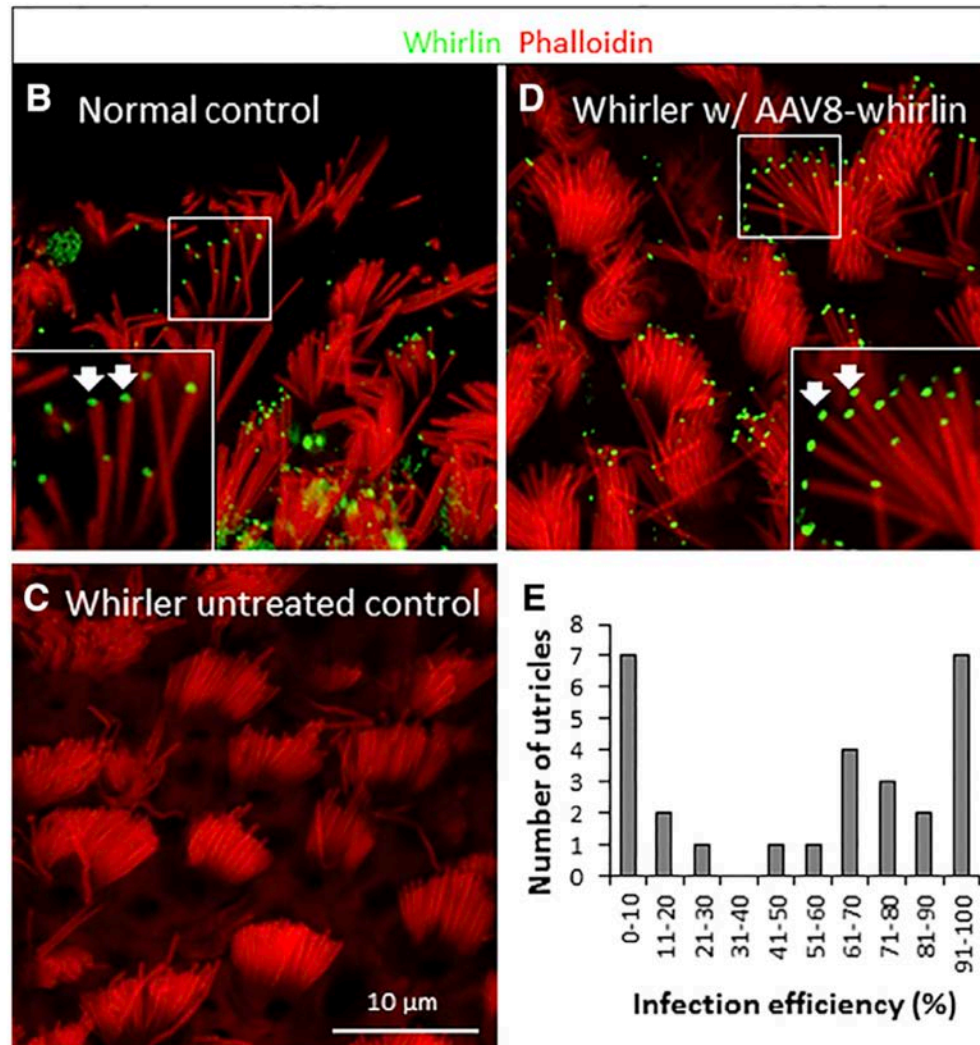 Whirlin Phalloidin
B Normal control
D Whirler w/ AAV8-whirlin
C Whirler untreated control
10 µm
E
Number of utricles
8
7
6
5
4
3
2
1
0
0-10
11-20
21-30
31-40
41-50
51-60
61-70
71-80
81-90
91-100
Infection efficiency (%)